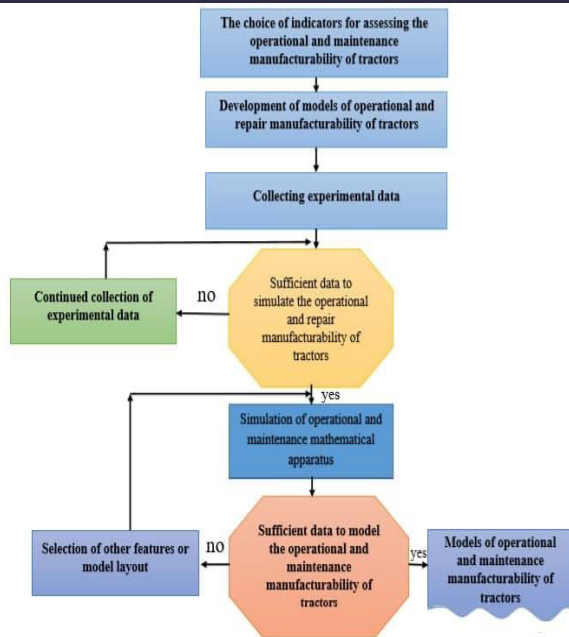 The choice of indicators for assessing the
operational and maintenance
manufacturability of tractors
Development of models of operational and
repair manufacturability of tractors
Collecting experimental data
Sufficient data to
simulate the operational
and repair
manufacturability of
tractors
no
Continued collection of
experimental data
yes
Simulation of operational and
maintenance mathematical
apparatus
Sufficient data to model
the operational and
maintenance
manufacturability of
tractors
no
Selection of other features or
model layout
yes
Models of operational
and maintenance
manufacturability of
tractors